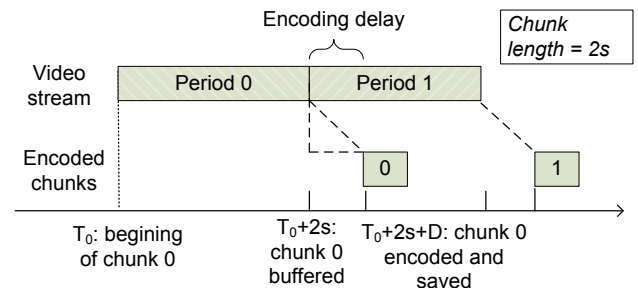 Encoding delay
Chunk
length = 2s
Video
stream
Period 0
Period 1
Encoded
chunks
0
1
T₀: begining
of chunk 0
T₀+2s:
chunk 0
buffered
T₀+2s+D: chunk 0
encoded and
saved